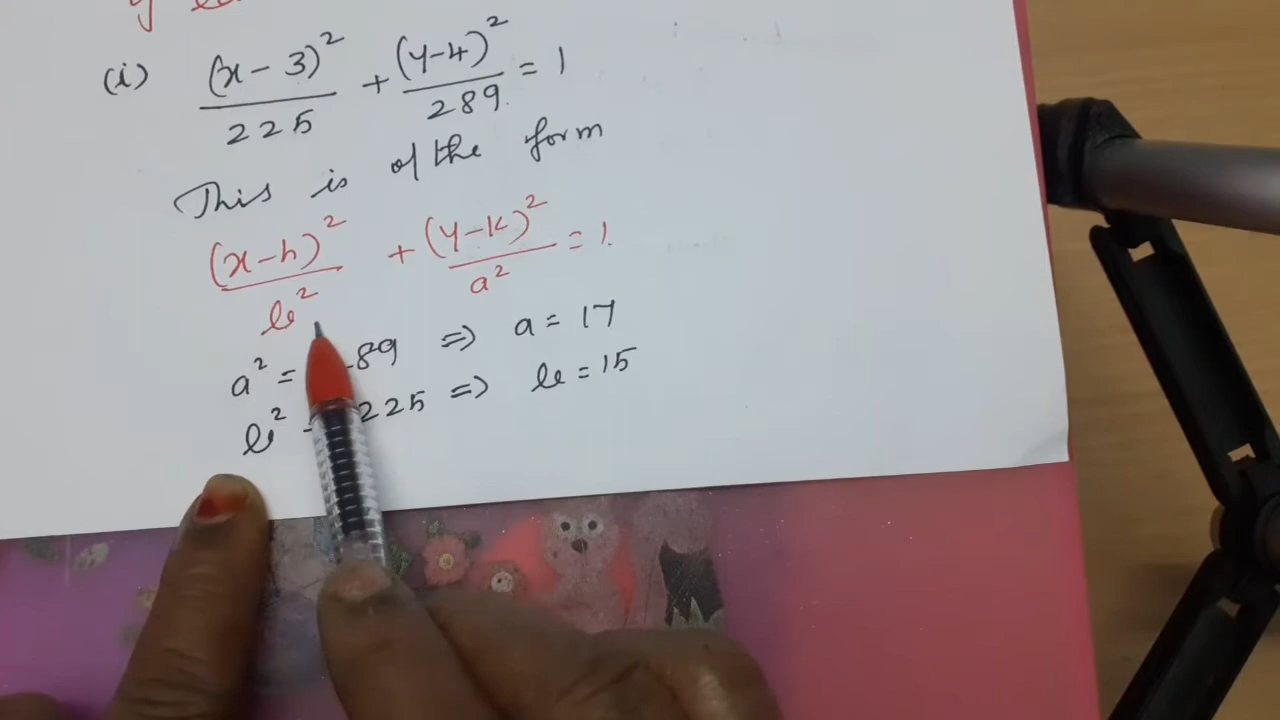 (i) (x-3)²/225 + (y-4)²/289 = 1
This is of the form
(x-h)²/b² + (y-k)²/a² = 1.
a² = 89 => a = 17
b² = 225 => b = 15